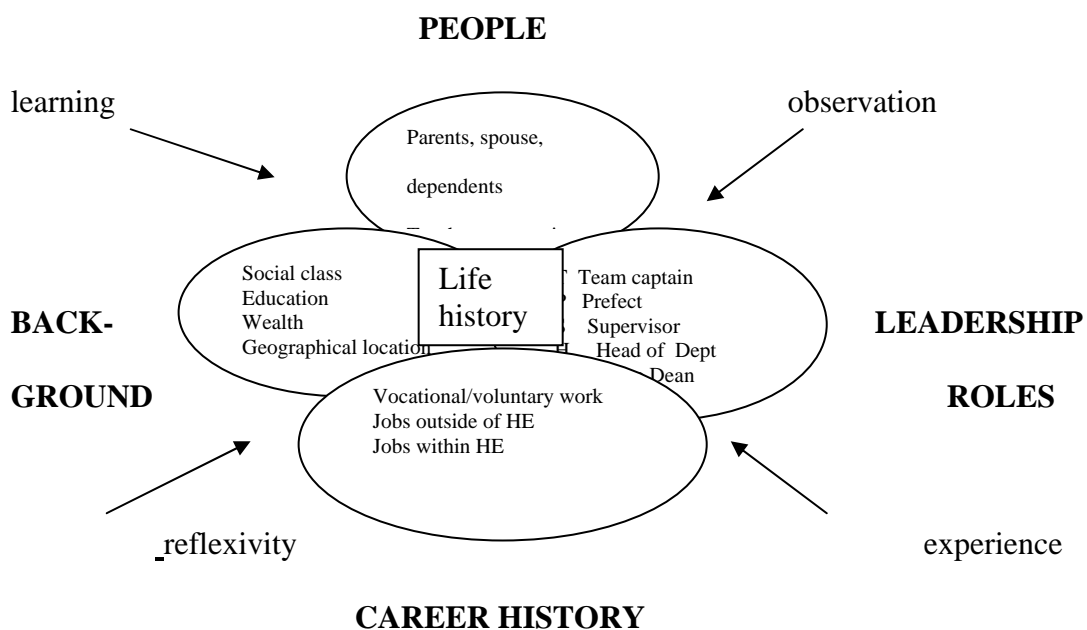 PEOPLE
learning
observation
Parents, spouse,
dependents
Social class
Education
Wealth
Geographical location
Life
history
Team captain
Prefect
Supervisor
Head of Dept
Dean
BACK-
GROUND
LEADERSHIP
ROLES
Vocational/voluntary work
Jobs outside of HE
Jobs within HE
reflexivity
experience
CAREER HISTORY